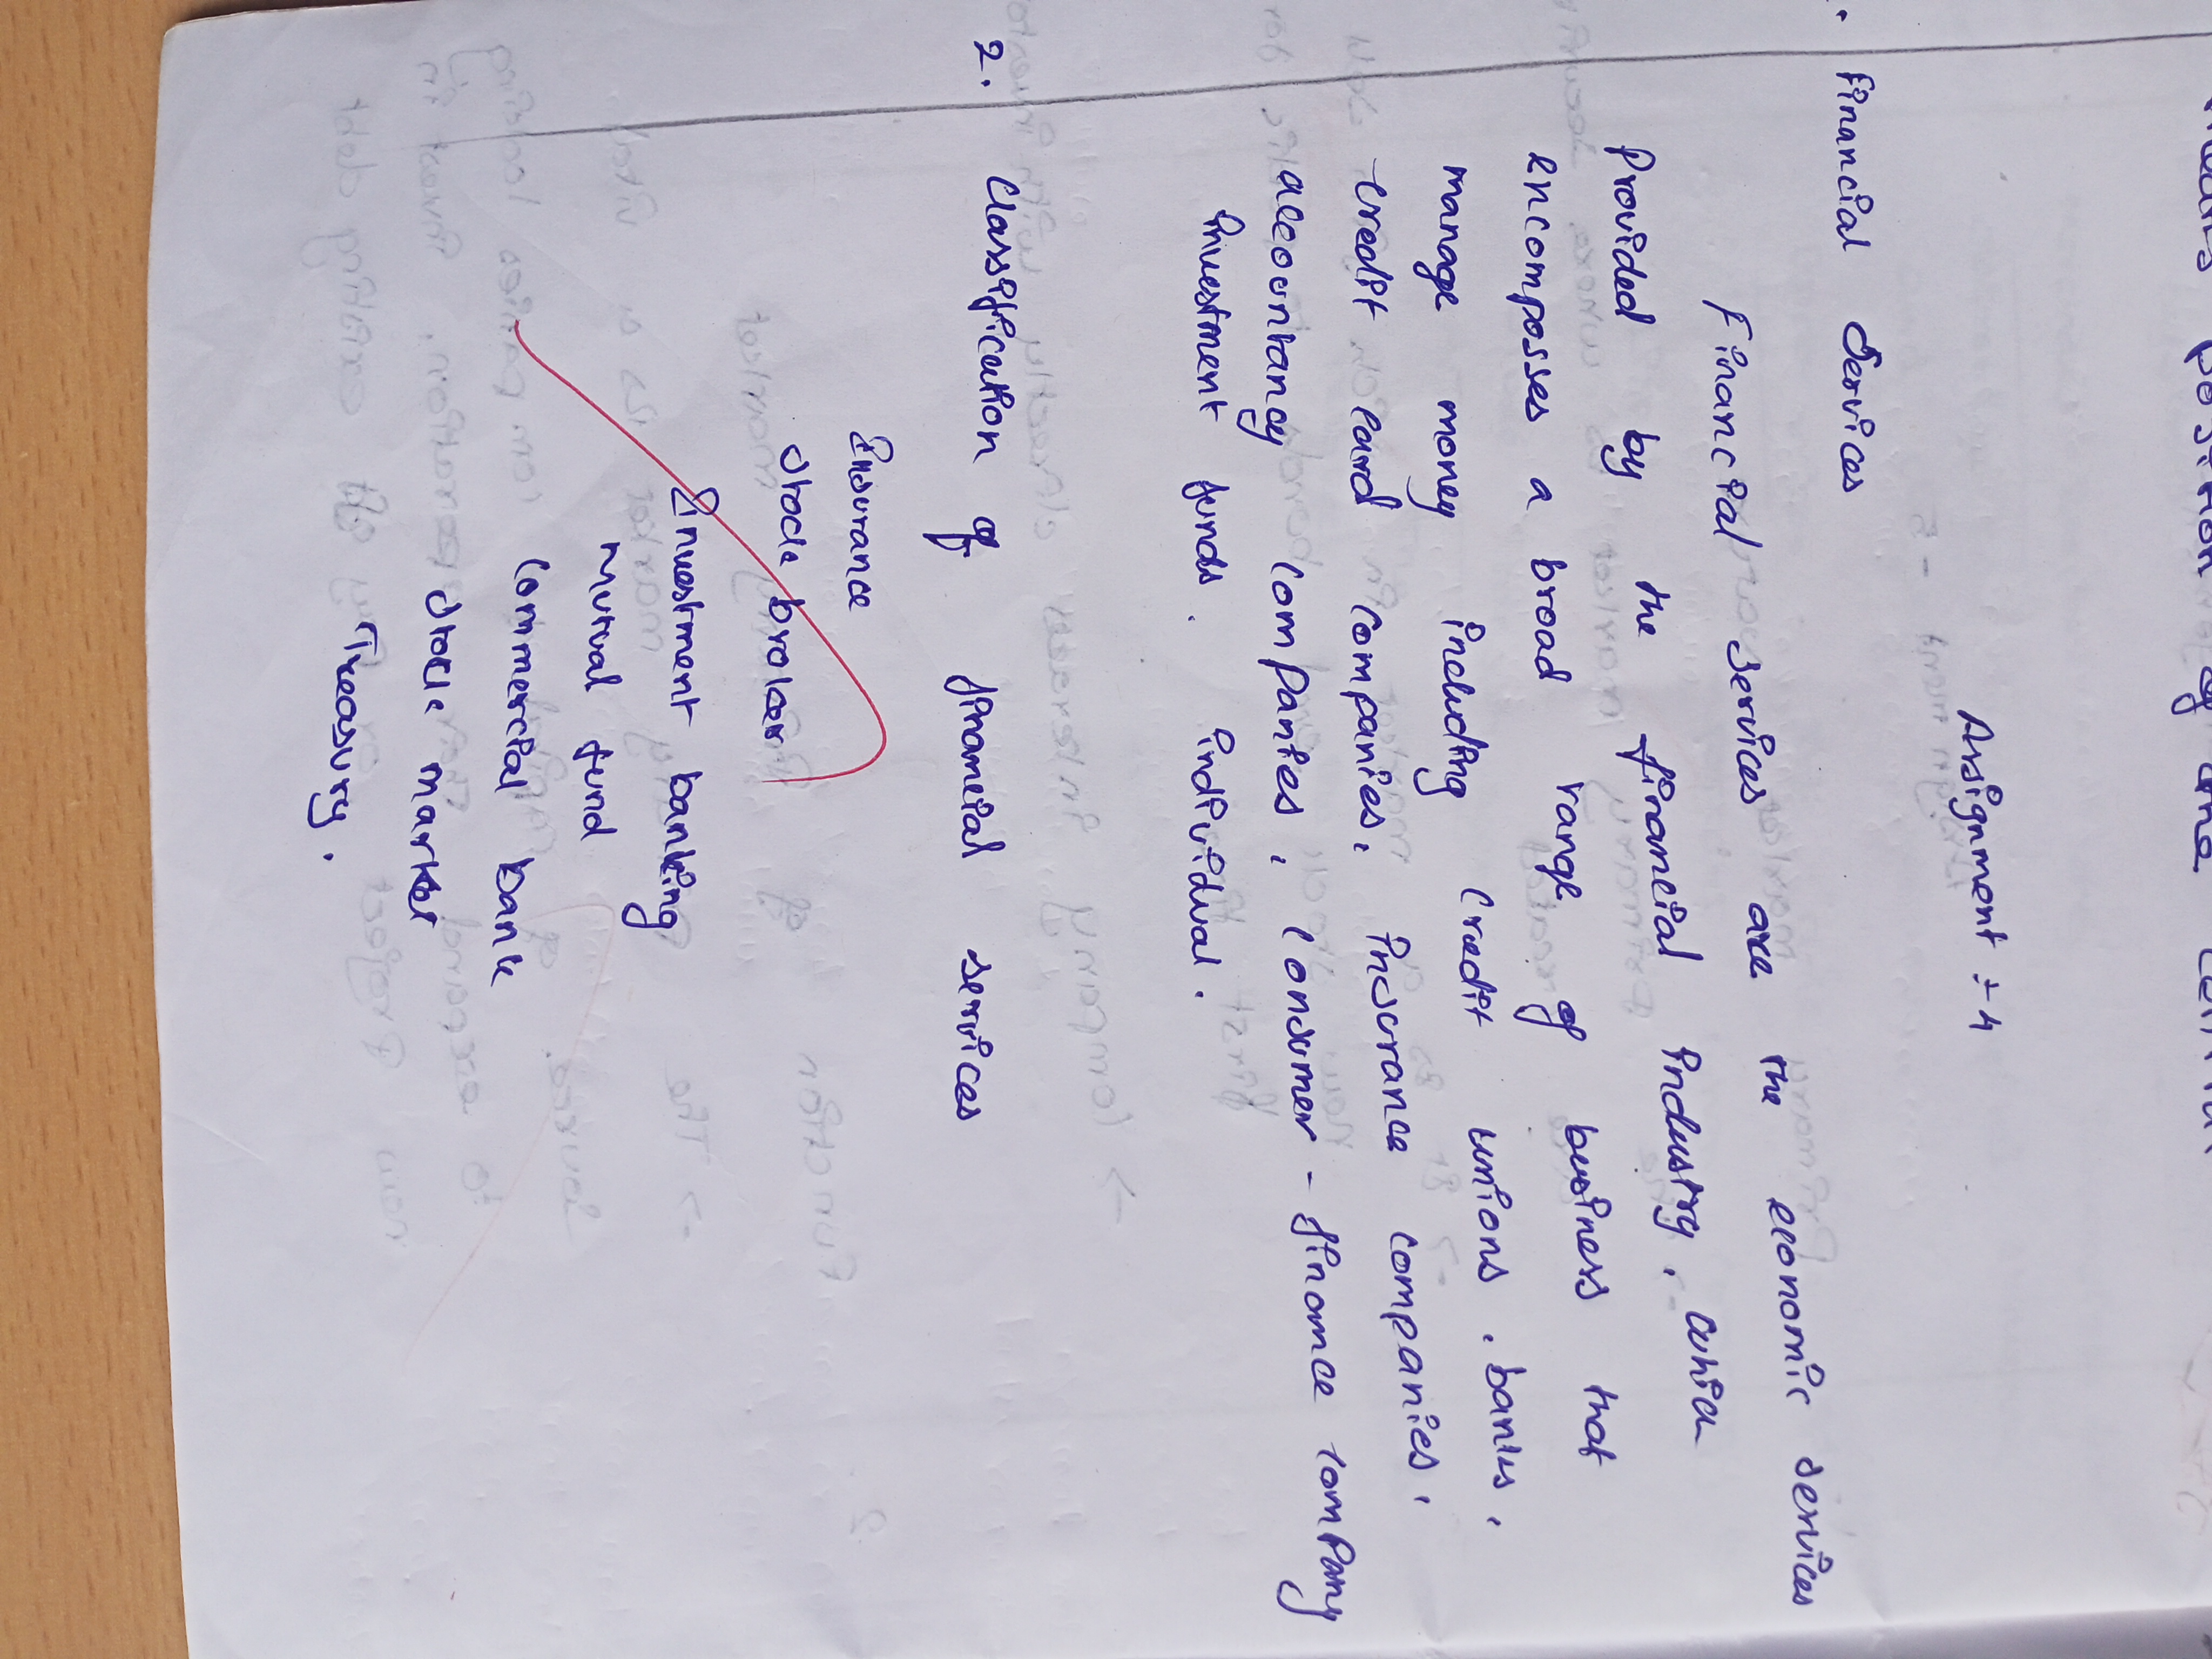 Assignment :- 4
Financial Services
Financial services are the economic services
provided by the financial industry, which
encomposses a broad range of business that
manage money including credit unions, banks,
credit card companies, insurance companies,
accountancy companies, consumer - finance company
investment funds. individual.
2. Classification of financial services
Insurance
Stock broker
Investment banking
Mutual fund
Commercial bank
Stock market
Treasury.